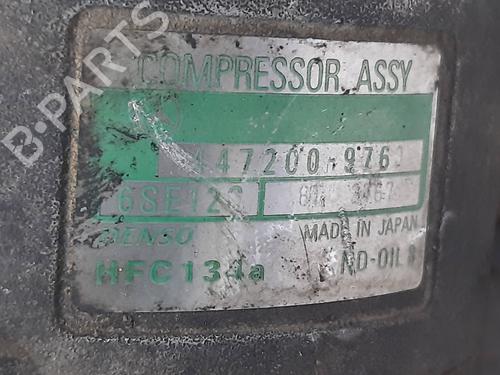 B-PARTS
COMPRESSOR ASSY
447200-976
6SE12C
DENSO
MADE IN JAPAN
HFC134a
ND-OIL 8